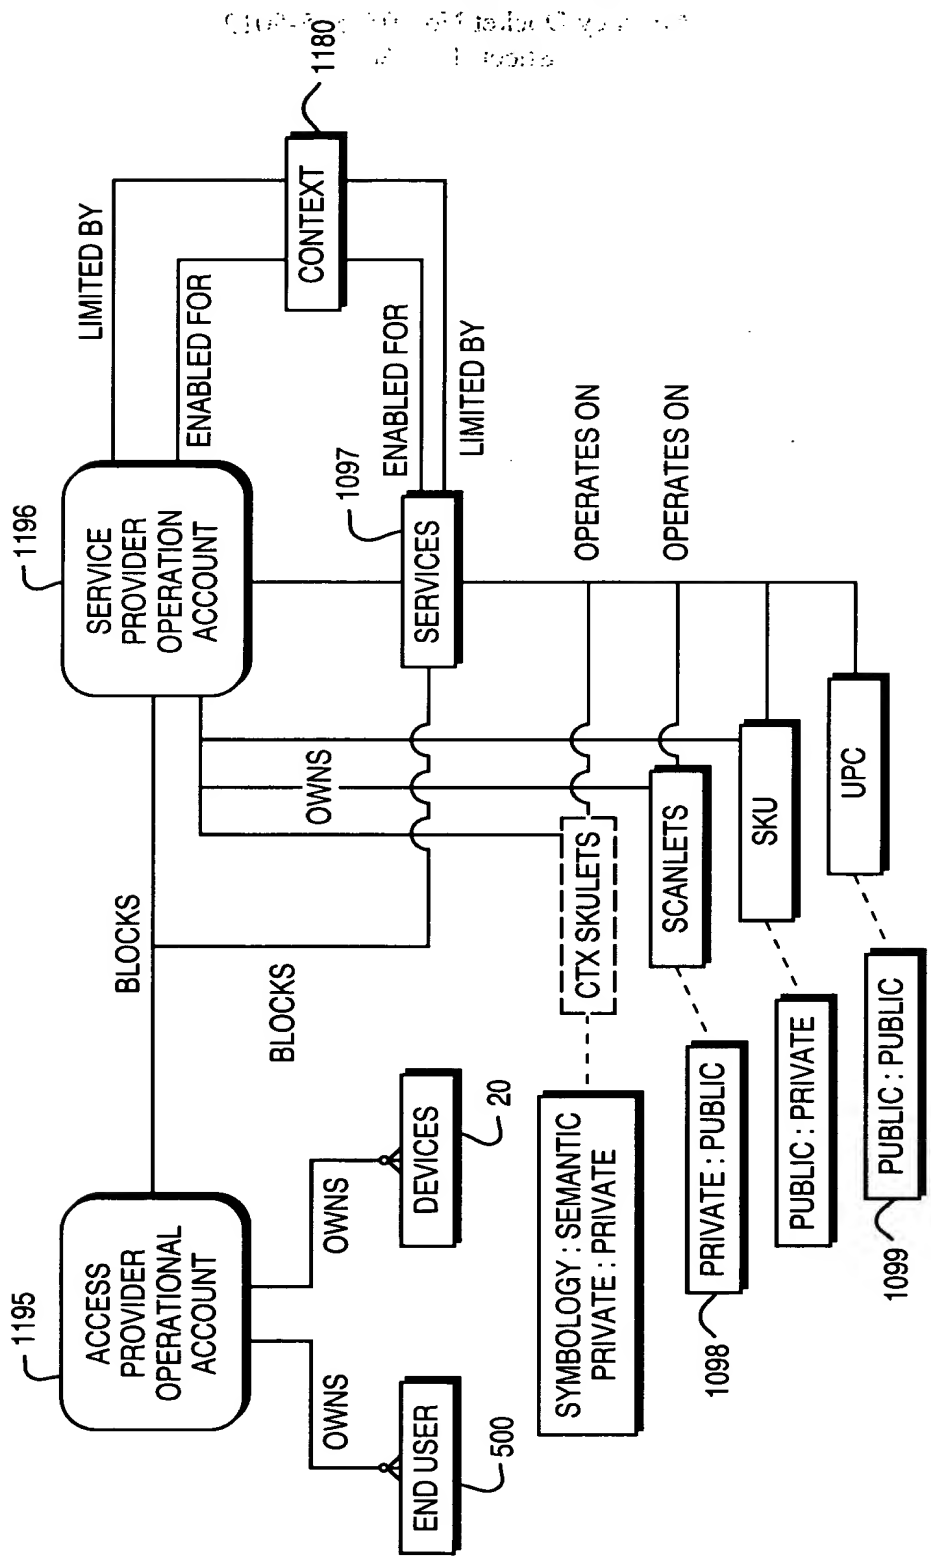 1195
ACCESS
PROVIDER
OPERATIONAL
ACCOUNT
1196
SERVICE
PROVIDER
OPERATION
ACCOUNT
BLOCKS
BLOCKS
LIMITED BY
ENABLED FOR
1180
CONTEXT
ENABLED FOR
LIMITED BY
1097
SERVICES
OWNS
OWNS
OWNS
END USER
500
DEVICES
20
OPERATES ON
OPERATES ON
SYMBOLOGY : SEMANTIC
PRIVATE : PRIVATE
CTX SKULETS
PRIVATE : PUBLIC
1098
SCANLETS
PUBLIC : PRIVATE
SKU
PUBLIC : PUBLIC
1099
UPC